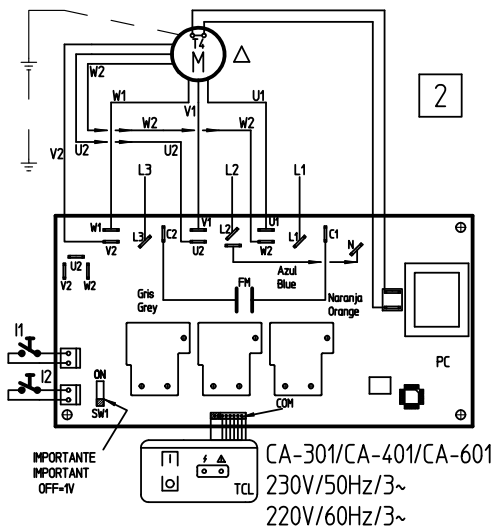 T4
M
2
W2
W1
V1
U1
W2
W2
V2
U2
U2
L3
L2
L1
W1
V2
L3
C2
V1
U2
L2
U1
W2
L1
C1
N
U2
V2
W2
Azul
Blue
Gris
Grey
FM
Naranja
Orange
I1
I2
ON
SW1
PC
COM
IMPORTANTE
IMPORTANT
OFF=1V
TCL
CA-301/CA-401/CA-601
230V/50Hz/3~
220V/60Hz/3~